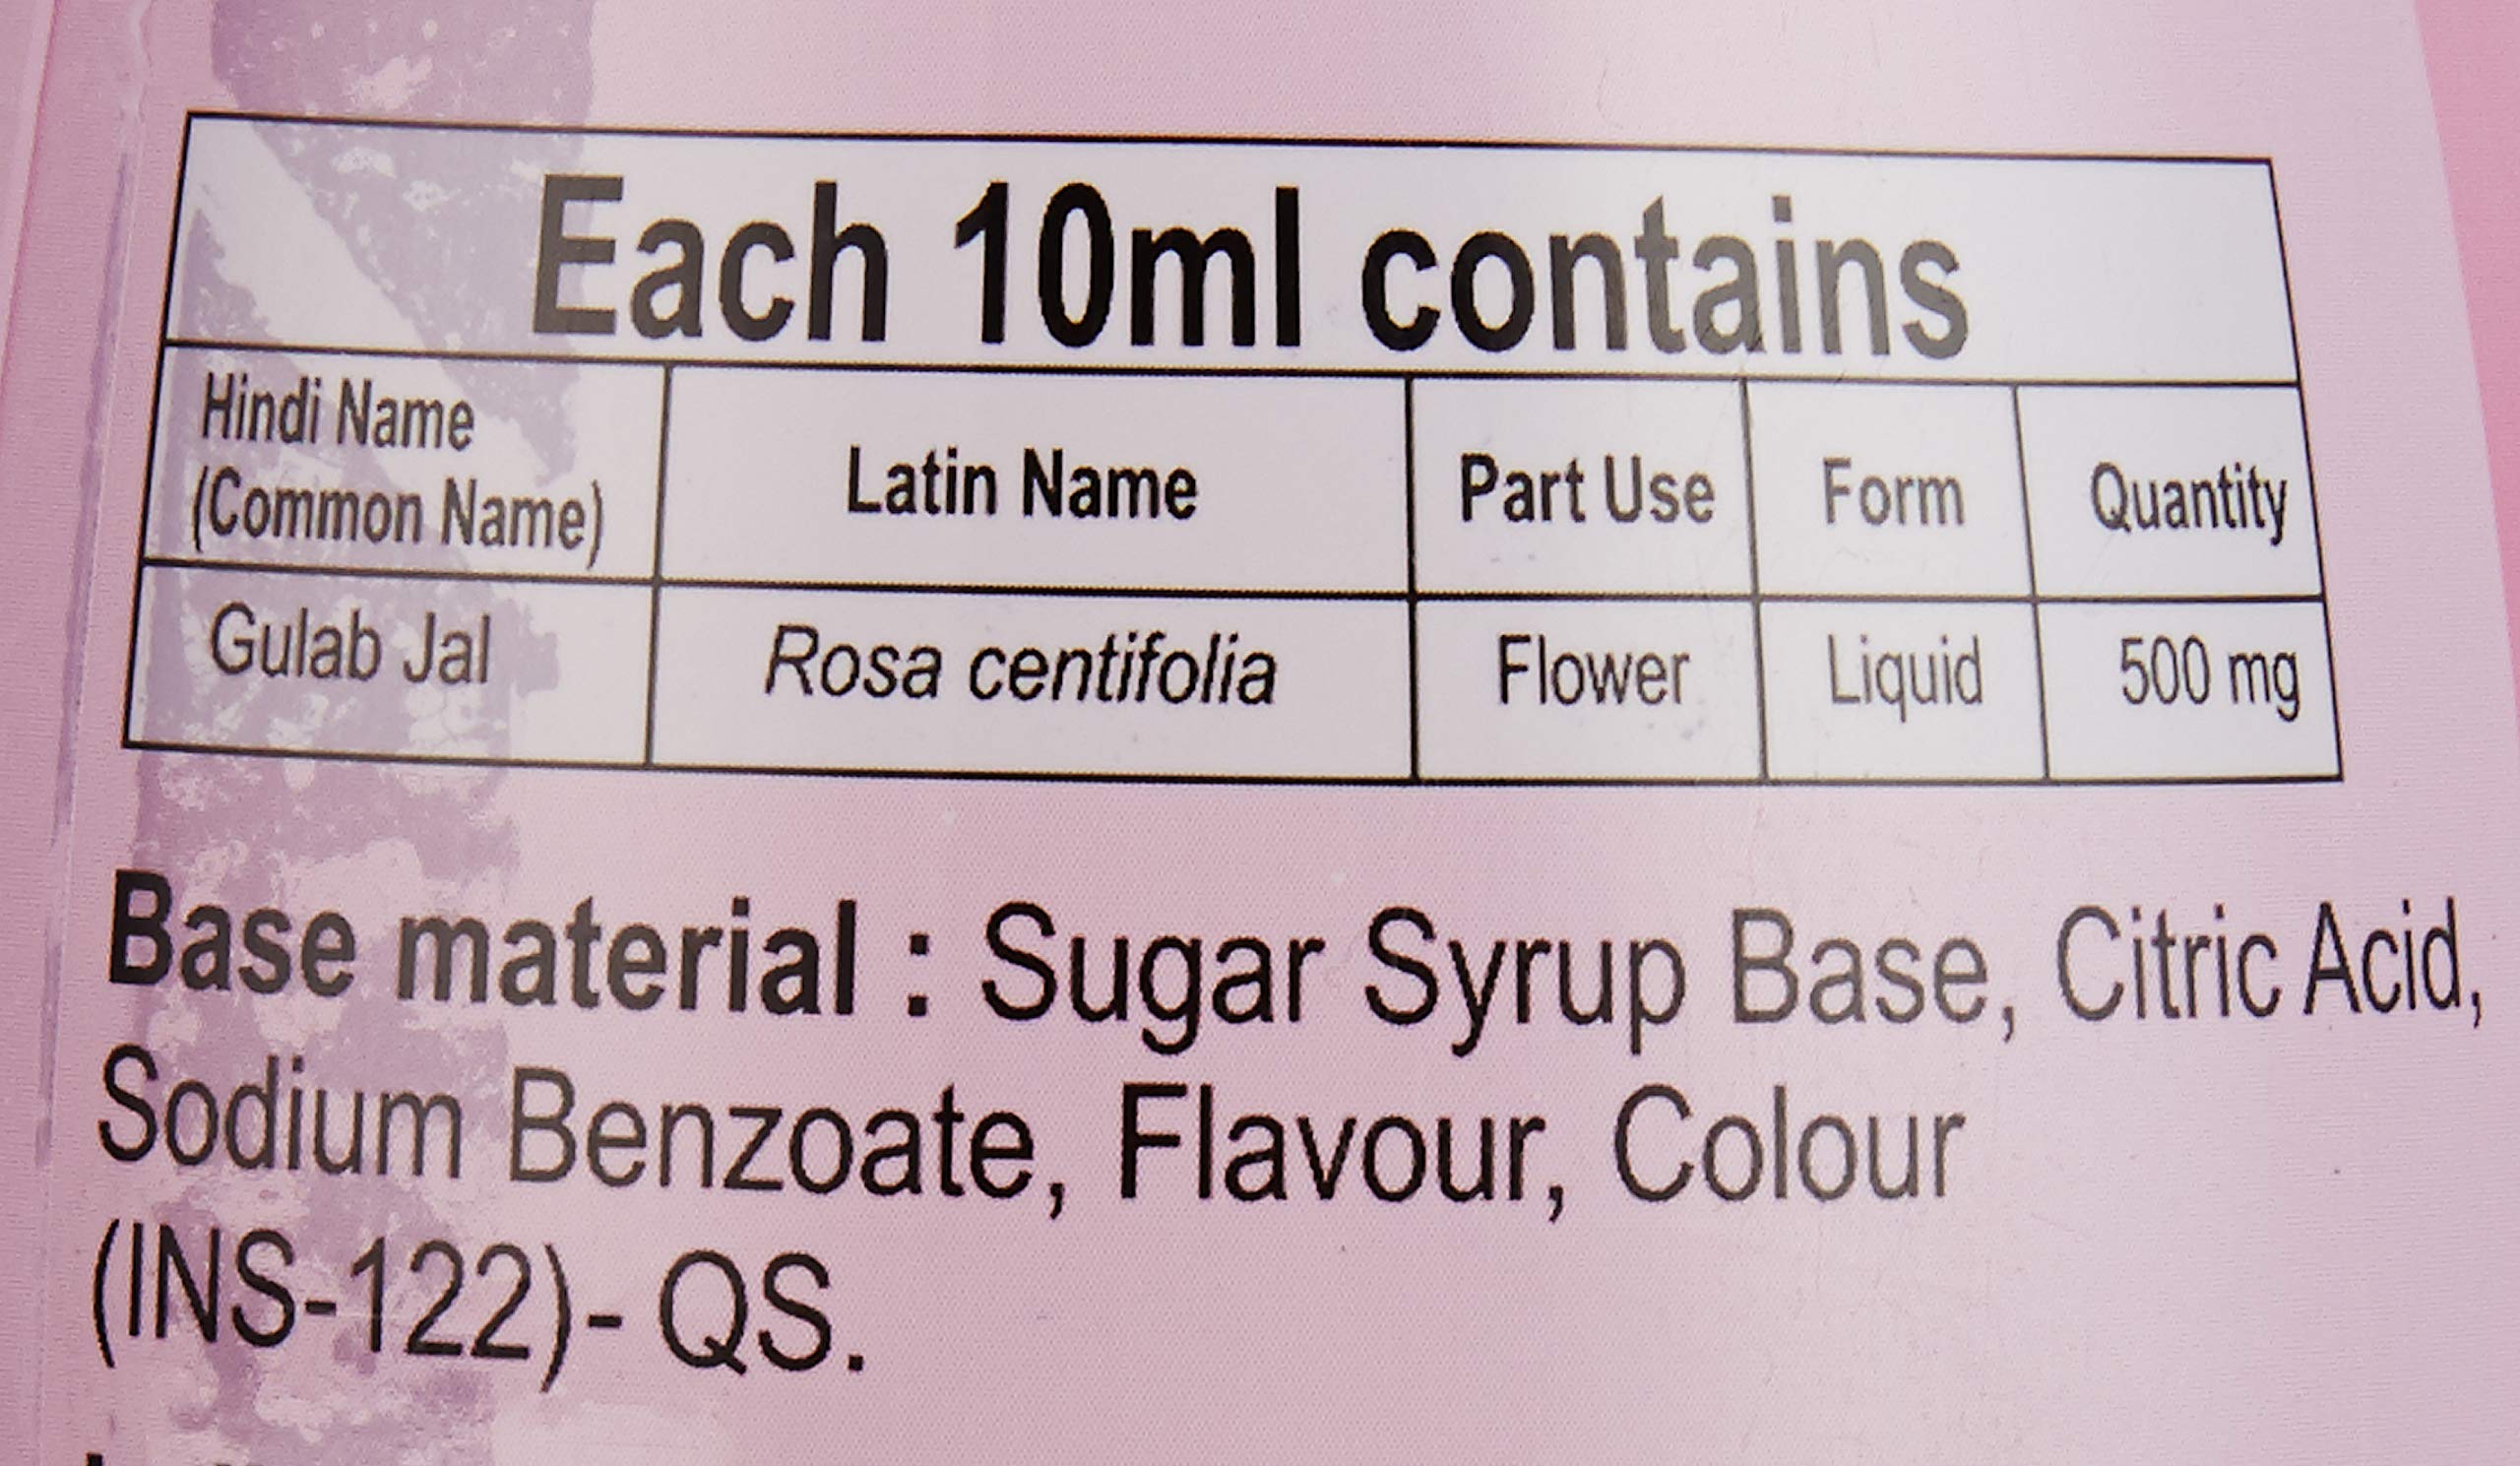 Each 10ml contains
Hindi Name
(Common Name)
Latin Name
Part Use
Form
Quantity
Gulab Jal
Rosa centifolia
Flower
Liquid
500 mg
Base material : Sugar Syrup Base, Citric Acid,
Sodium Benzoate, Flavour, Colour
(INS-122)- QS.